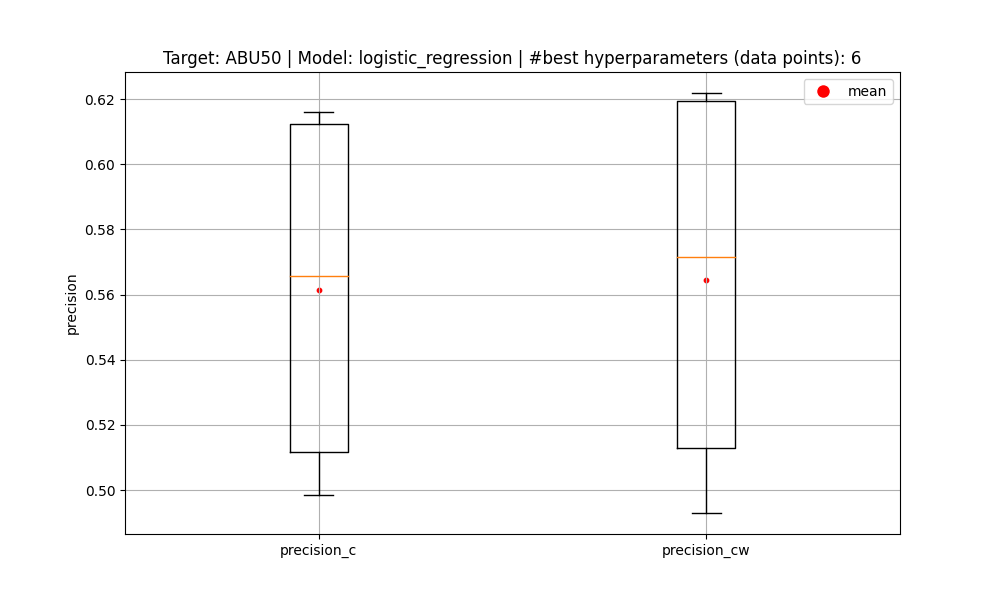 Target: ABU50 | Model: logistic_regression | #best hyperparameters (data points): 6
mean
0.62
0.60
0.58
0.56
0.54
0.52
0.50
precision
precision_c
precision_cw